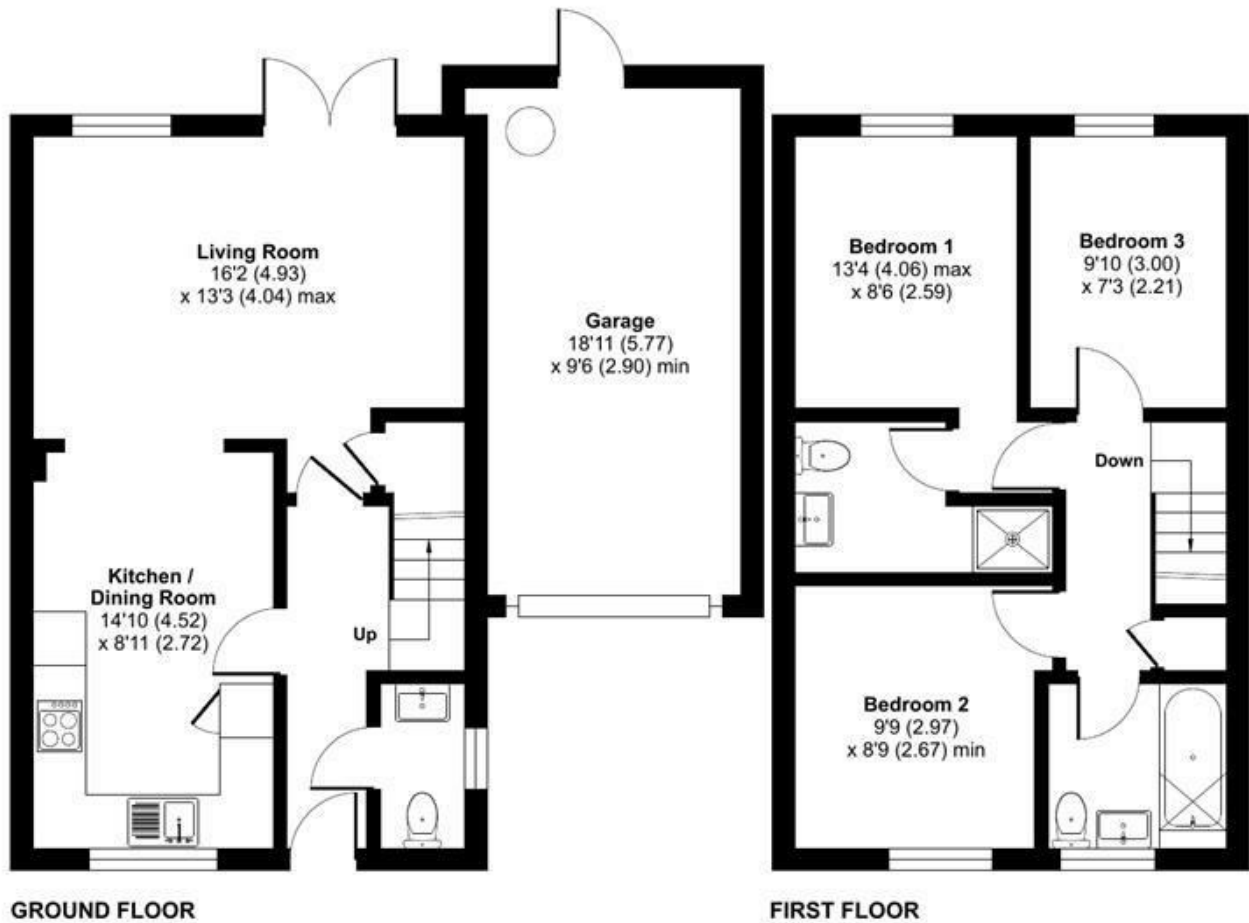 Living Room
16'2 (4.93)
x 13'3 (4.04) max
Garage
18'11 (5.77)
x 9'6 (2.90) min
Kitchen /
Dining Room
14'10 (4.52)
x 8'11 (2.72)
Up
GROUND FLOOR
Bedroom 1
13'4 (4.06) max
x 8'6 (2.59)
Bedroom 3
9'10 (3.00)
x 7'3 (2.21)
Down
Bedroom 2
9'9 (2.97)
x 8'9 (2.67) min
FIRST FLOOR